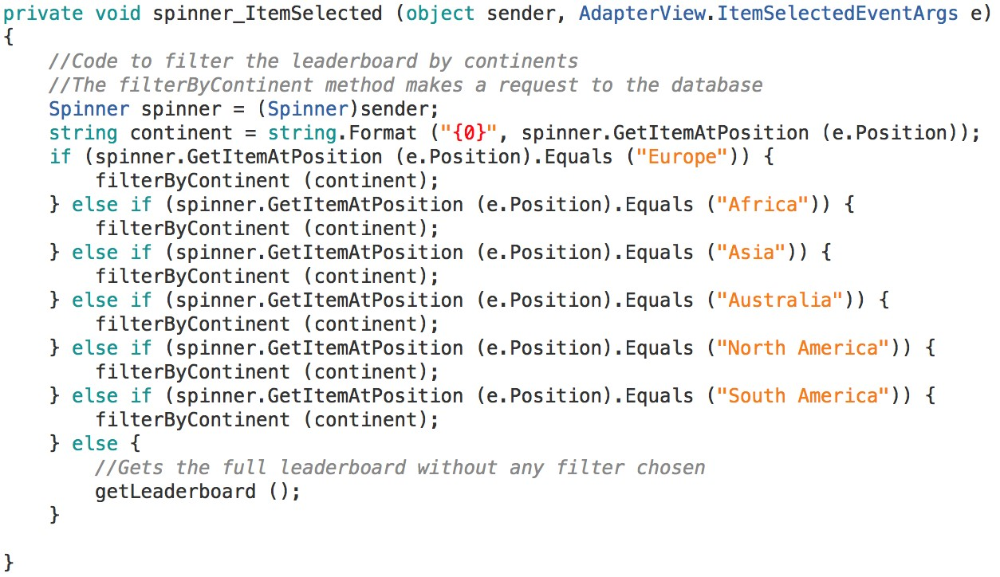 private void spinner_ItemSelected (object sender, AdapterView.ItemSelectedEventArgs e)
{
    //Code to filter the leaderboard by continents
    //The filterByContinent method makes a request to the database
    Spinner spinner = (Spinner)sender;
    string continent = string.Format ("{0}", spinner.GetItemAtPosition (e.Position));
    if (spinner.GetItemAtPosition (e.Position).Equals ("Europe")) {
        filterByContinent (continent);
    } else if (spinner.GetItemAtPosition (e.Position).Equals ("Africa")) {
        filterByContinent (continent);
    } else if (spinner.GetItemAtPosition (e.Position).Equals ("Asia")) {
        filterByContinent (continent);
    } else if (spinner.GetItemAtPosition (e.Position).Equals ("Australia")) {
        filterByContinent (continent);
    } else if (spinner.GetItemAtPosition (e.Position).Equals ("North America")) {
        filterByContinent (continent);
    } else if (spinner.GetItemAtPosition (e.Position).Equals ("South America")) {
        filterByContinent (continent);
    } else {
        //Gets the full leaderboard without any filter chosen
        getLeaderboard ();
    }

}